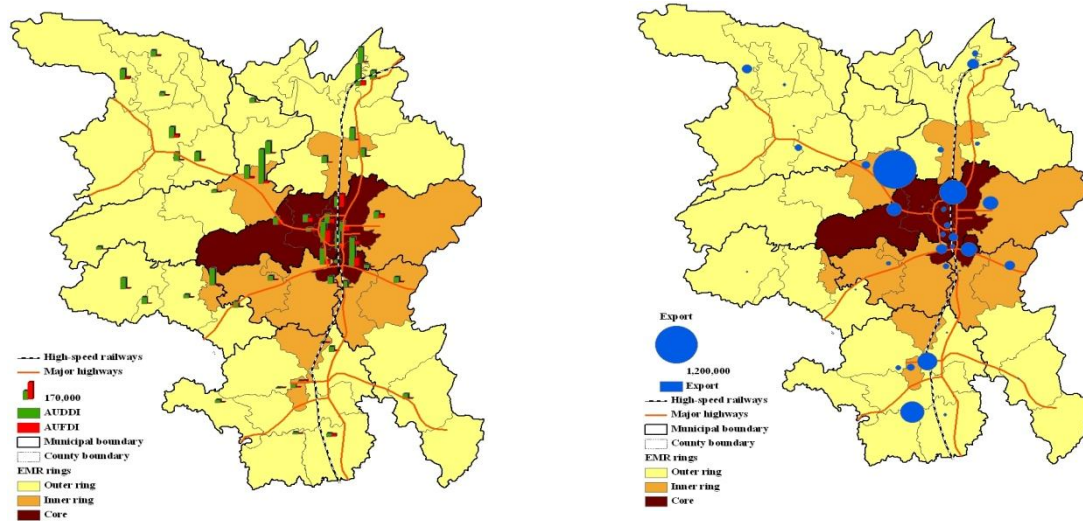 High-speed railways
Major highways
170,000
AUDDI
AUFDI
Municipal boundary
County boundary
EMR rings
Outer ring
Inner ring
Core
Export
1,200,000
Export
High-speed railways
Major highways
Municipal boundary
County boundary
EMR rings
Outer ring
Inner ring
Core